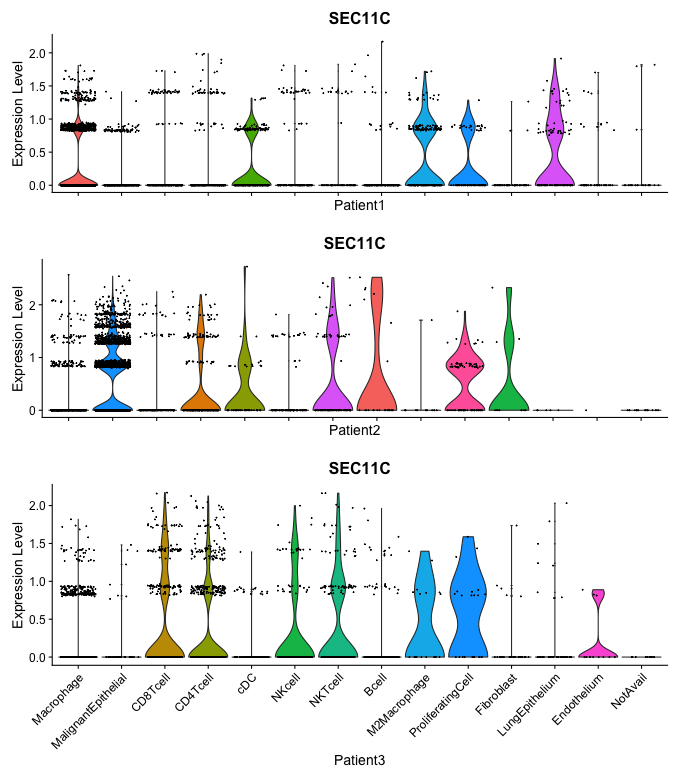 SEC11C
Expression Level
2.0
1.5
1.0
0.5
0.0
Patient1
SEC11C
Expression Level
2
1
0
Patient2
SEC11C
Expression Level
2.0
1.5
1.0
0.5
0.0
Macrophage
MalignantEpithelial
CD8Tcell
CD4Tcell
cDC
NKcell
NKTcell
Bcell
M2Macrophage
ProliferatingCell
Fibroblast
LungEpithelium
Endothelium
NotAvail
Patient3